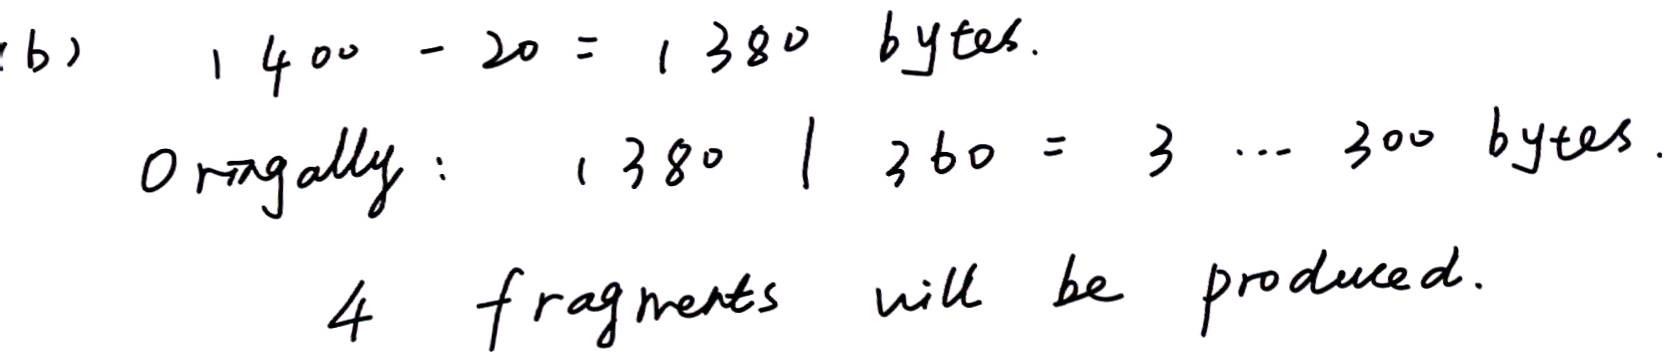 (b) 1400 - 20 = 1380 bytes.
Oringally: 1380 / 360 = 3 ... 300 bytes.
4 fragments will be produced.